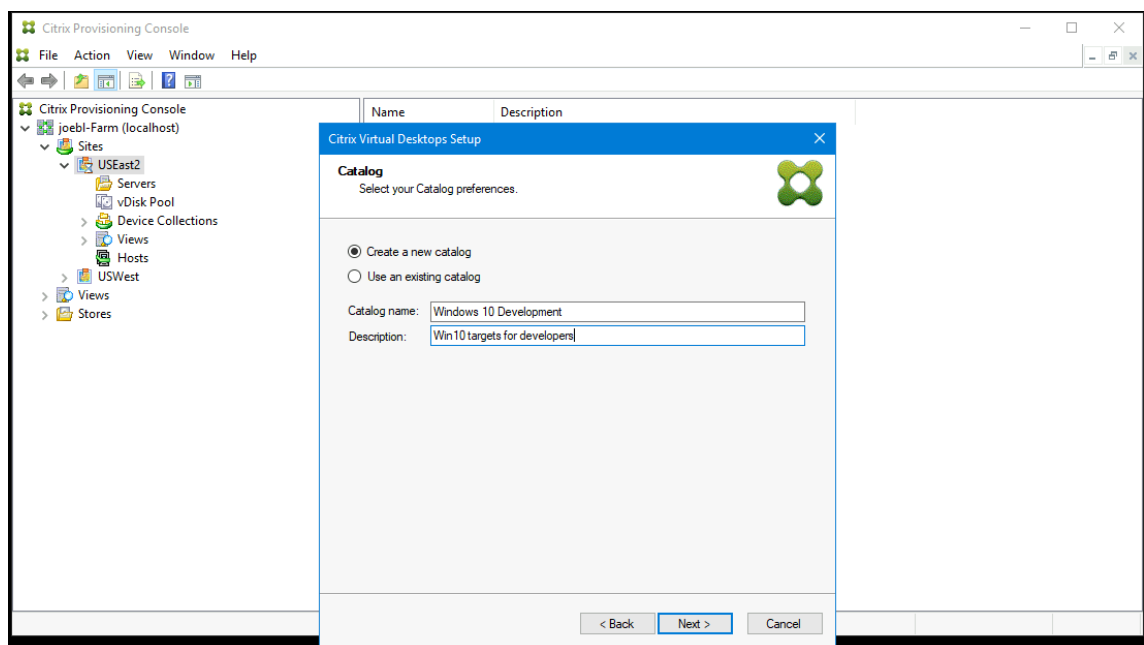 Citrix Provisioning Console
File Action View Window Help
Citrix Provisioning Console
joebl-Farm (localhost)
Sites
USEast2
Servers
vDisk Pool
Device Collections
Views
Hosts
USWest
Views
Stores
Name Description
Citrix Virtual Desktops Setup
Catalog
Select your Catalog preferences.
Create a new catalog
Use an existing catalog
Catalog name: Windows 10 Development
Description: Win10 targets for developers
< Back Next > Cancel